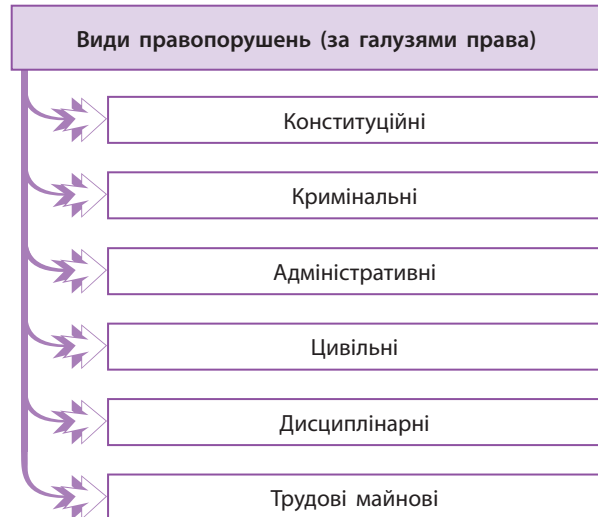 Види правопорушень (за галузями права)
Конституційні
Кримінальні
Адміністративні
Цивільні
Дисциплінарні
Трудові майнові